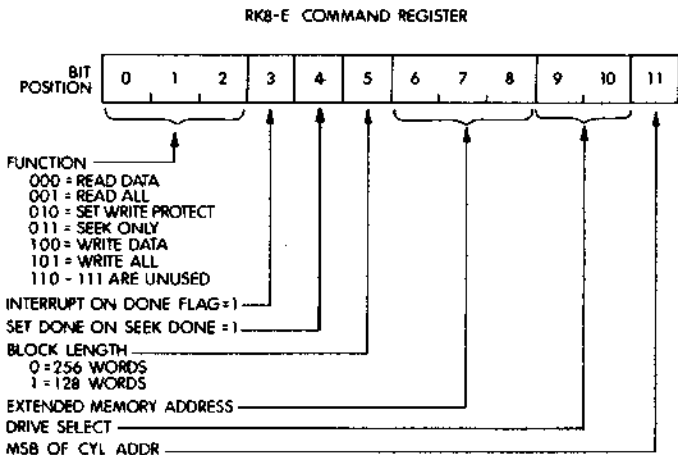 RK8-E COMMAND REGISTER
BIT
POSITION
0 1 2 3 4 5 6 7 8 9 10 11
FUNCTION
000 = READ DATA
001 = READ ALL
010 = SET WRITE PROTECT
011 = SEEK ONLY
100 = WRITE DATA
101 = WRITE ALL
110 - 111 ARE UNUSED
INTERRUPT ON DONE FLAG=1
SET DONE ON SEEK DONE =1
BLOCK LENGTH
0 = 256 WORDS
1 = 128 WORDS
EXTENDED MEMORY ADDRESS
DRIVE SELECT
MSB OF CYL ADDR